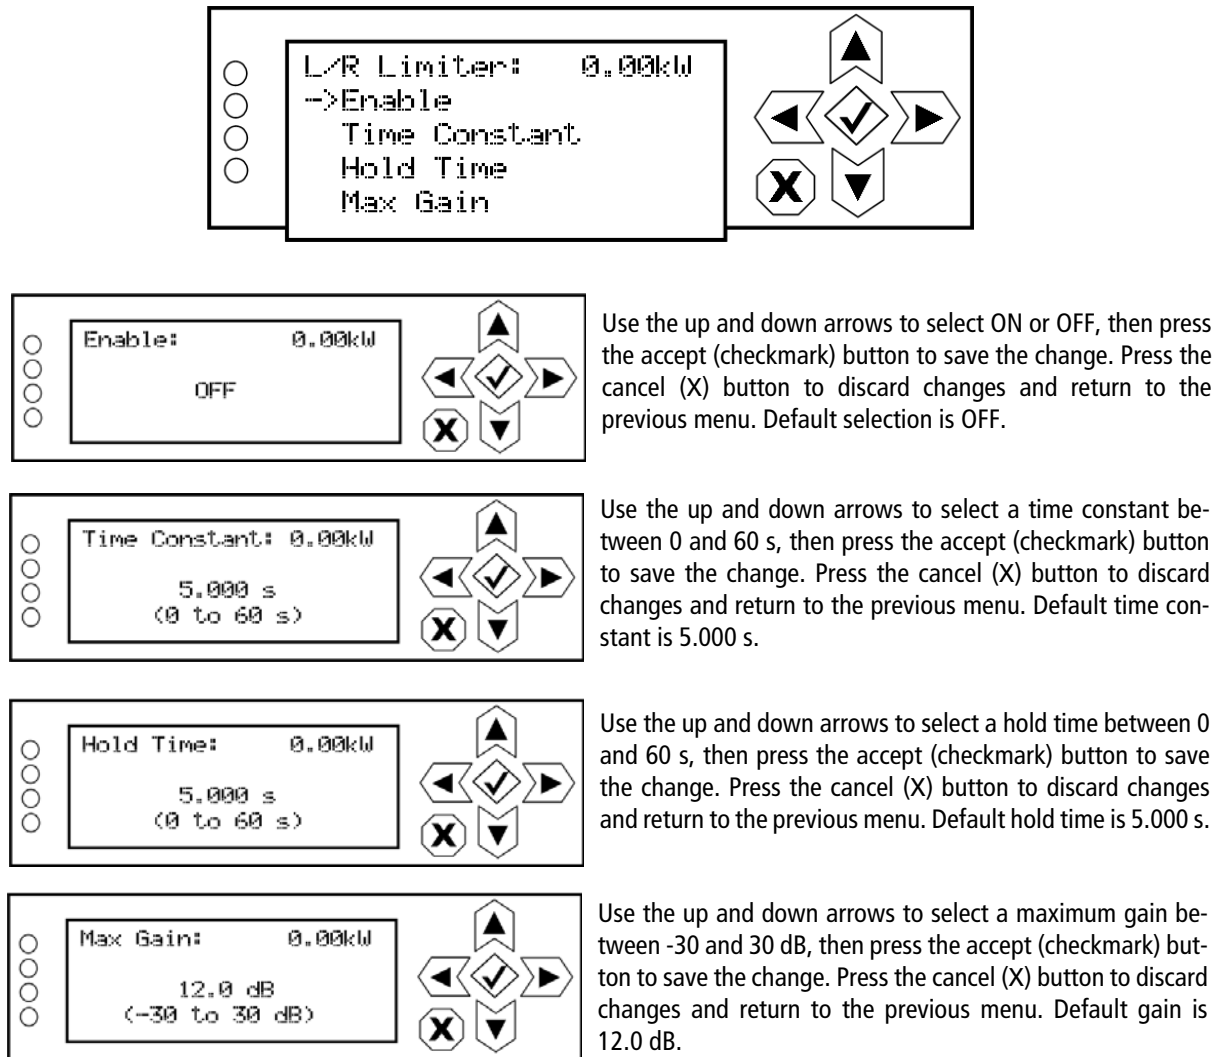 L/R Limiter: 0.00kW
->Enable
Time Constant
Hold Time
Max Gain
X
Enable: 0.00kW
OFF
X
Use the up and down arrows to select ON or OFF, then press
the accept (checkmark) button to save the change. Press the
cancel (X) button to discard changes and return to the
previous menu. Default selection is OFF.
Time Constant: 0.00kW
5.000 s
(0 to 60 s)
X
Use the up and down arrows to select a time constant be-
tween 0 and 60 s, then press the accept (checkmark) button
to save the change. Press the cancel (X) button to discard
changes and return to the previous menu. Default time con-
stant is 5.000 s.
Hold Time: 0.00kW
5.000 s
(0 to 60 s)
X
Use the up and down arrows to select a hold time between 0
and 60 s, then press the accept (checkmark) button to save
the change. Press the cancel (X) button to discard changes
and return to the previous menu. Default hold time is 5.000 s.
Max Gain: 0.00kW
12.0 dB
(-30 to 30 dB)
X
Use the up and down arrows to select a maximum gain be-
tween -30 and 30 dB, then press the accept (checkmark) but-
ton to save the change. Press the cancel (X) button to discard
changes and return to the previous menu. Default gain is
12.0 dB.